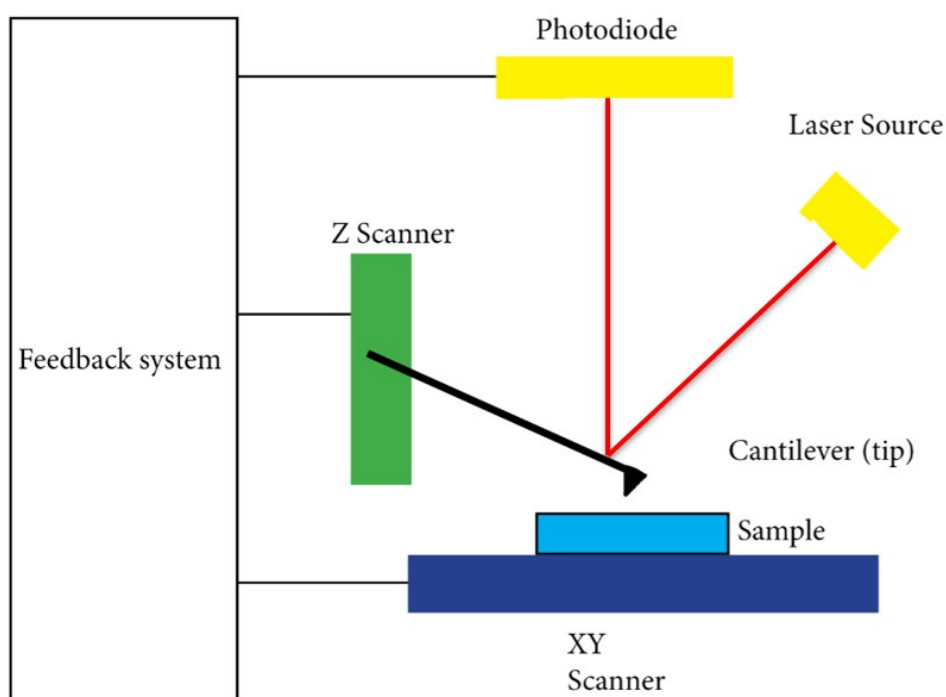 Photodiode
Laser Source
Z Scanner
Feedback system
Cantilever (tip)
Sample
XY
Scanner